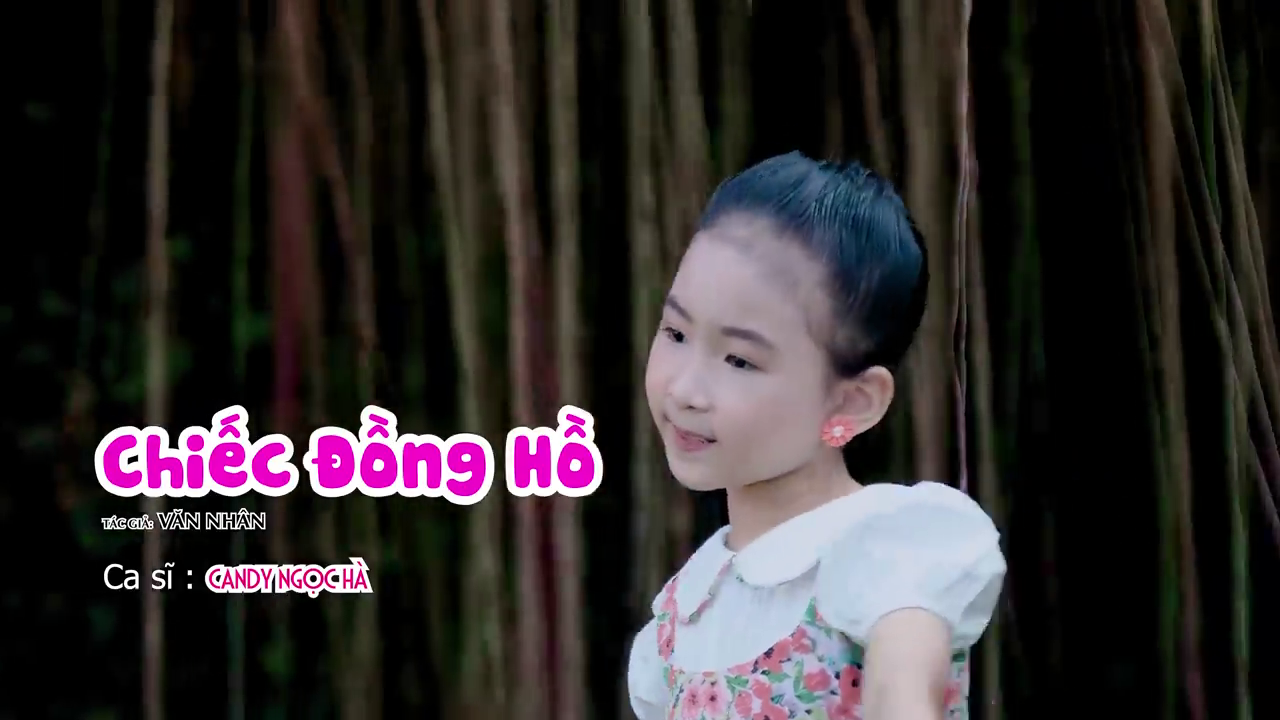 Chiếc Đồng Hồ
TÁC GIẢ: VĂN NHÂN
Ca sĩ : CANDY NGỌC HÀ